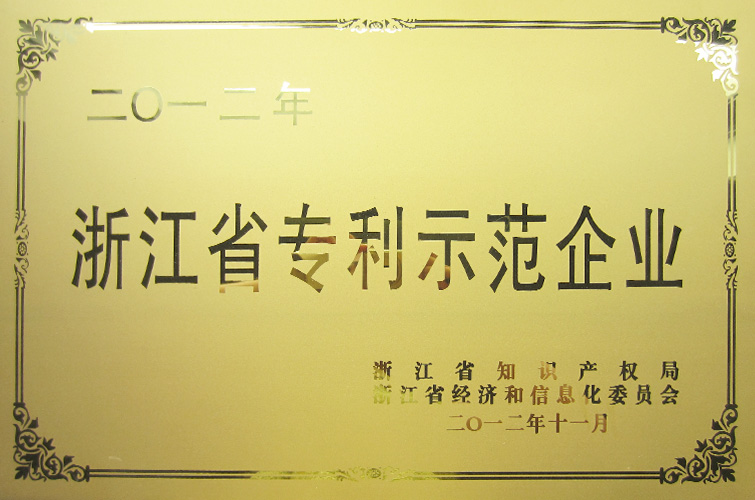 二〇一二年
浙江省专利示范企业
浙江省知识产权局
浙江省经济和信息化委员会
二〇一二年十一月